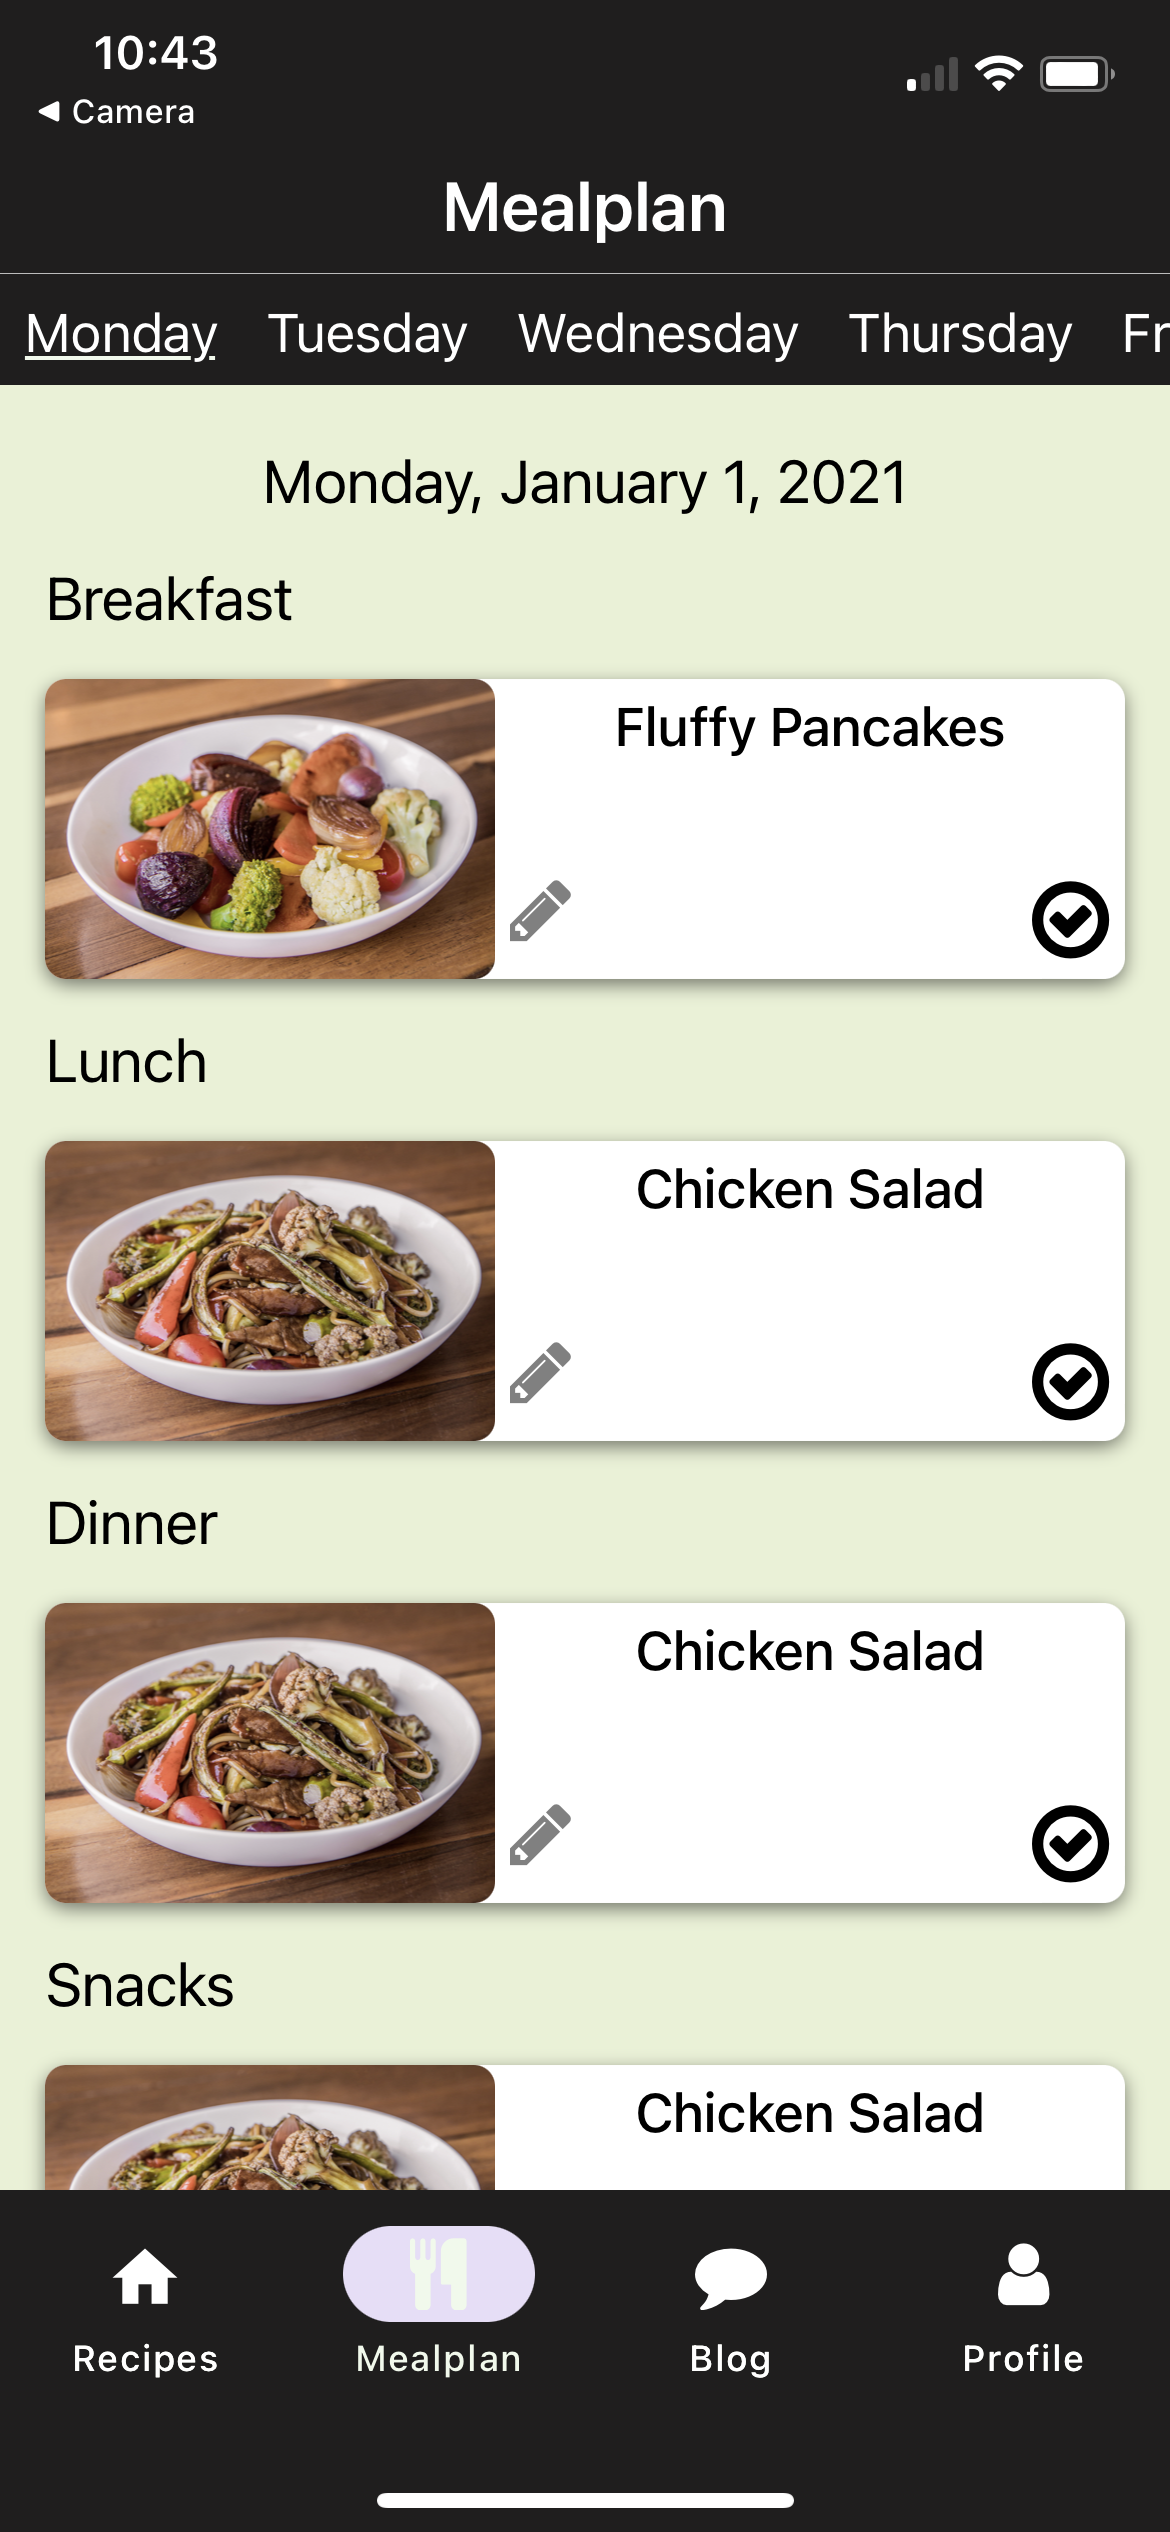 10:43
◀ Camera
Mealplan
Monday Tuesday Wednesday Thursday Fr
Monday, January 1, 2021
Breakfast
Fluffy Pancakes
Lunch
Chicken Salad
Dinner
Chicken Salad
Snacks
Chicken Salad
Recipes Mealplan Blog Profile